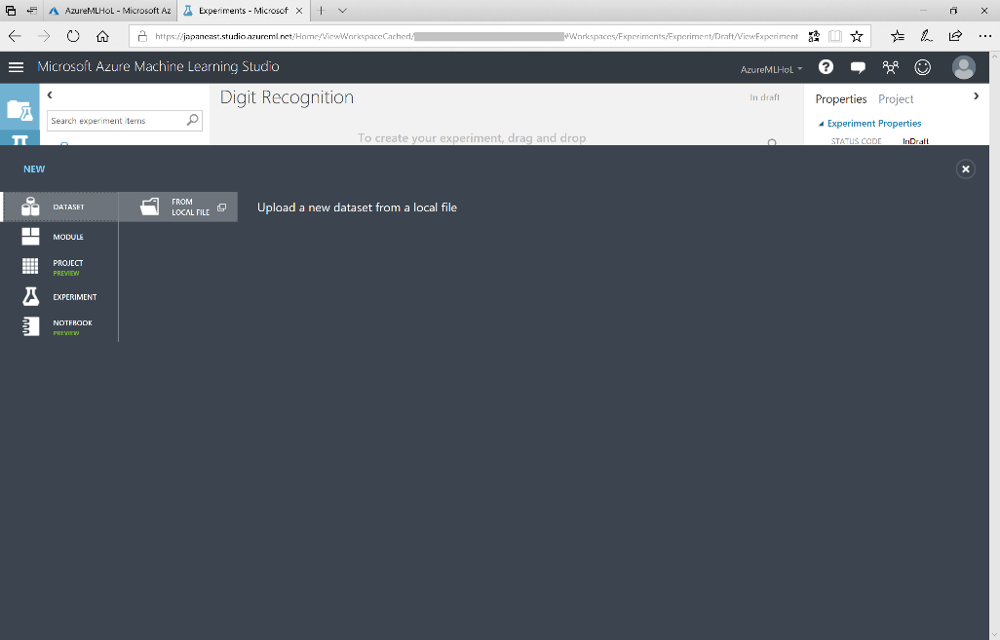 AzureMLHoL - Microsoft Az
Experiments - Microsof
https://japaneast.studio.azureml.net/Home/ViewWorkspaceCached/
#Workspaces/Experiments/Experiment/Draft/ViewExperiment
Microsoft Azure Machine Learning Studio
AzureMLHoL
Search experiment items
Digit Recognition
In draft
To create your experiment, drag and drop
Properties Project
Experiment Properties
STATUS CODE InDraft
NEW
DATASET
FROM
LOCAL FILE
Upload a new dataset from a local file
MODULE
PROJECT
PREVIEW
EXPERIMENT
NOTEBOOK
PREVIEW